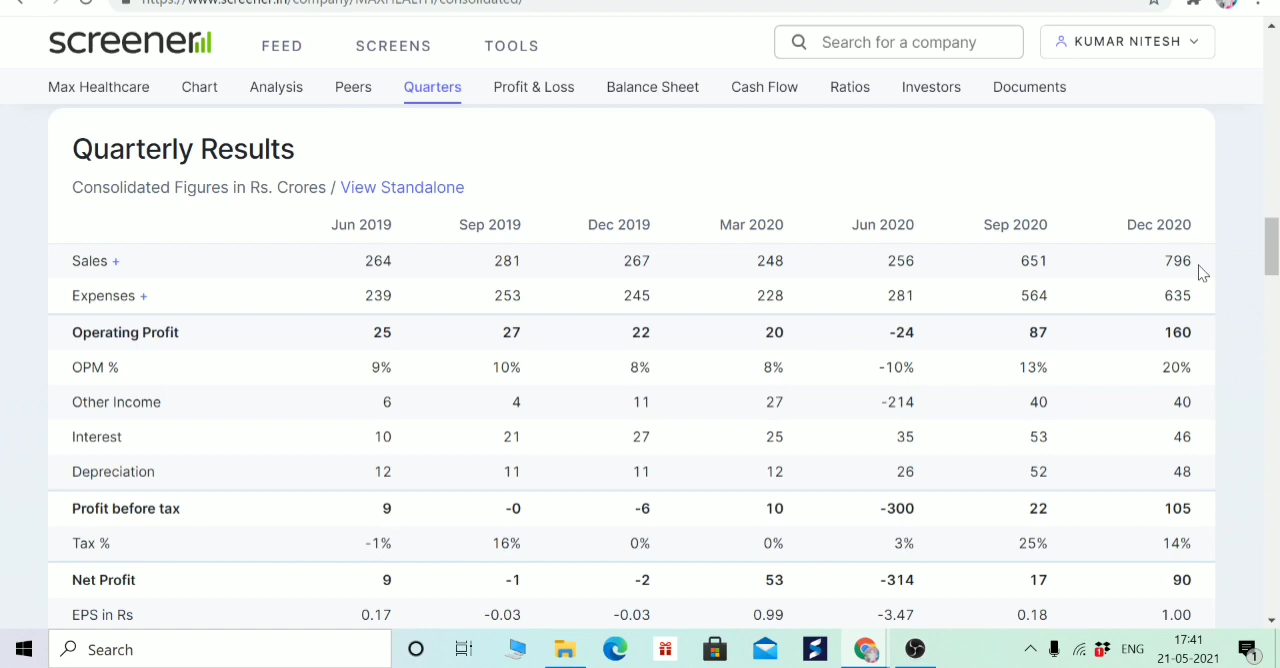 https://www.screener.in/company/MAXHEALTH/consolidated/
screener
FEED SCREENS TOOLS
Search for a company
KUMAR NITESH
Max Healthcare Chart Analysis Peers Quarters Profit & Loss Balance Sheet Cash Flow Ratios Investors Documents
Quarterly Results
Consolidated Figures in Rs. Crores / View Standalone
Jun 2019 Sep 2019 Dec 2019 Mar 2020 Jun 2020 Sep 2020 Dec 2020
Sales + 264 281 267 248 256 651 796
Expenses + 239 253 245 228 281 564 635
Operating Profit 25 27 22 20 -24 87 160
OPM % 9% 10% 8% 8% -10% 13% 20%
Other Income 6 4 11 27 -214 40 40
Interest 10 21 27 25 35 53 46
Depreciation 12 11 11 12 26 52 48
Profit before tax 9 -0 -6 10 -300 22 105
Tax % -1% 16% 0% 0% 3% 25% 14%
Net Profit 9 -1 -2 53 -314 17 90
EPS in Rs 0.17 -0.03 -0.03 0.99 -3.47 0.18 1.00
Search
ENG
17:41
21-05-2021
1